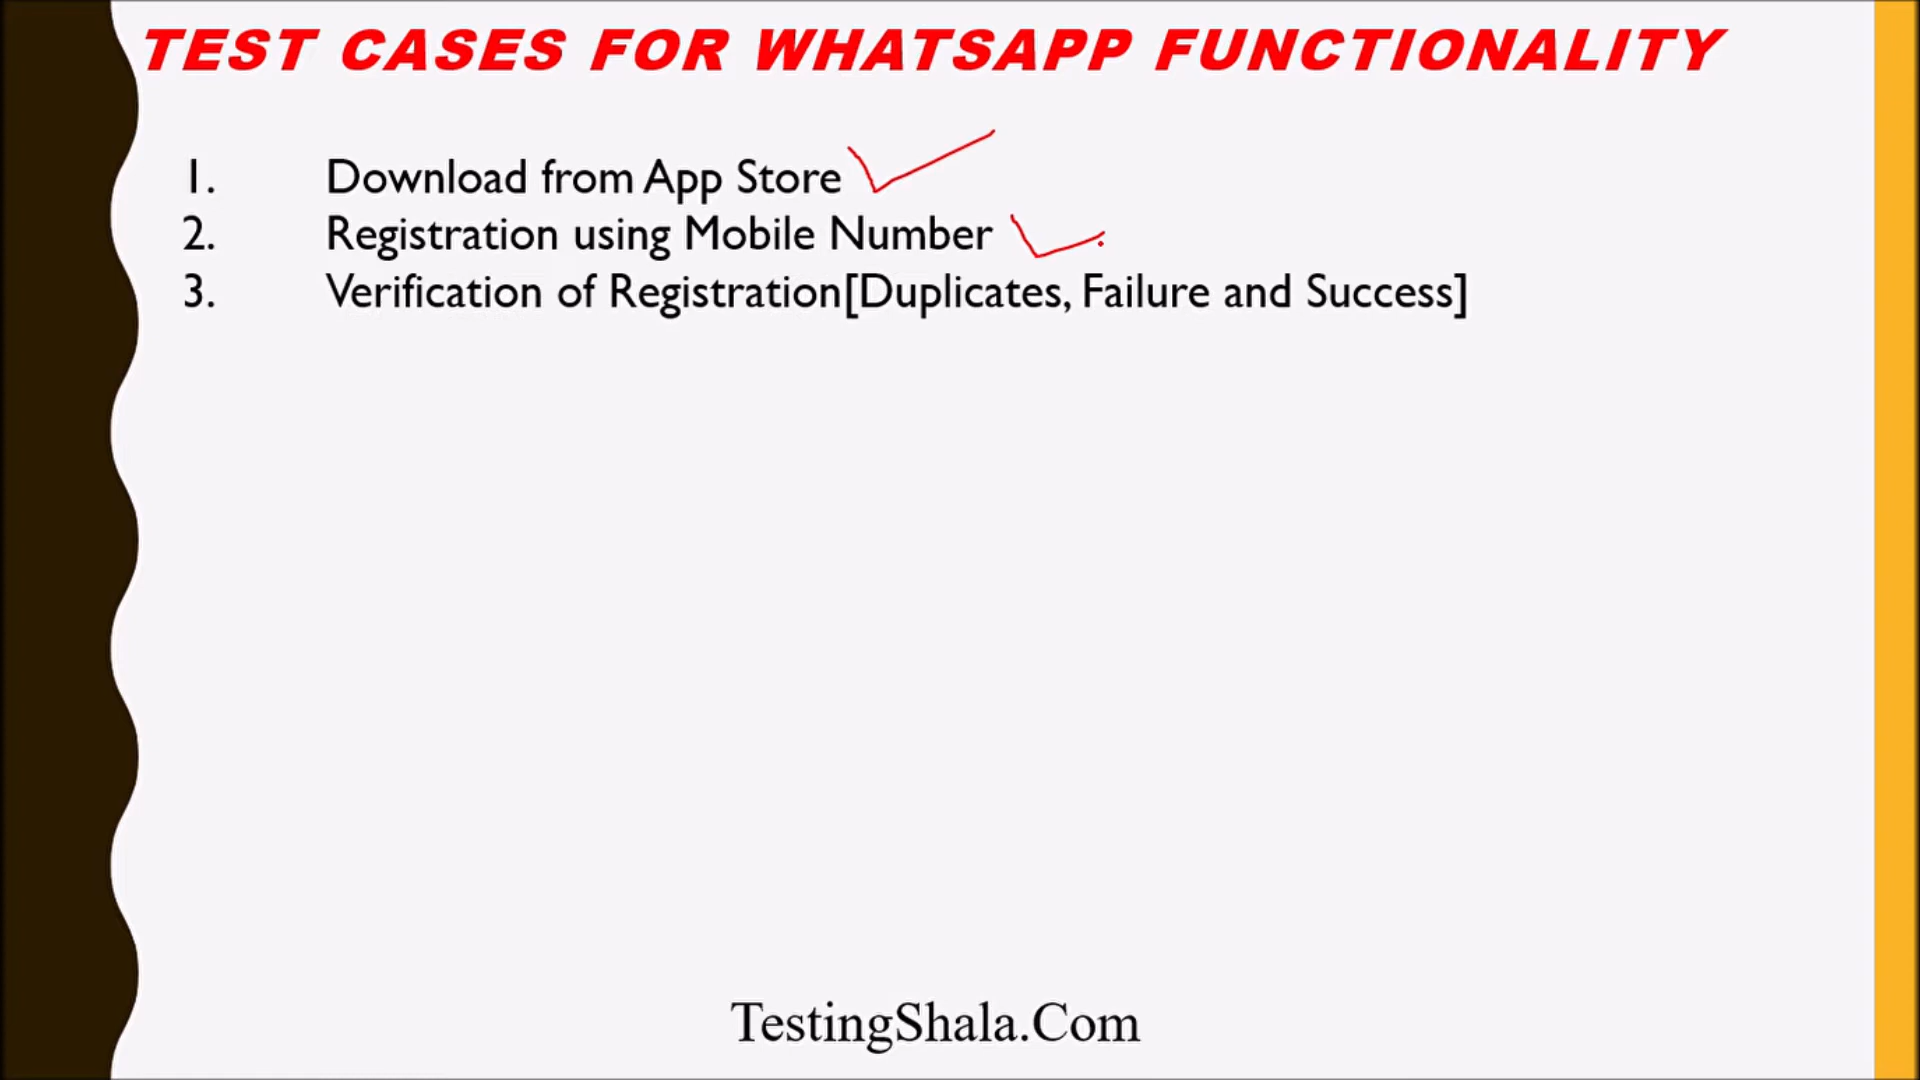 TEST CASES FOR WHATSAPP FUNCTIONALITY
1. Download from App Store
2. Registration using Mobile Number
3. Verification of Registration[Duplicates, Failure and Success]
TestingShala.Com